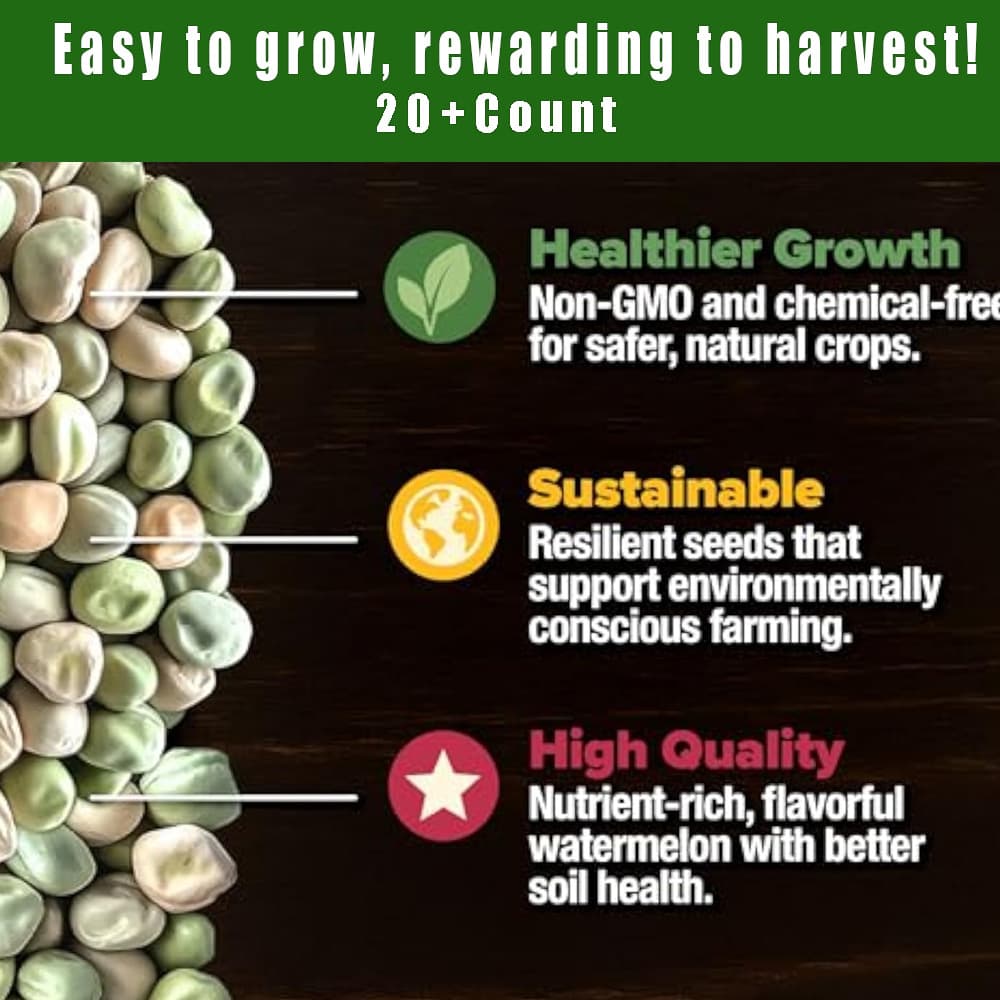 Easy to grow, rewarding to harvest!
20+Count
Healthier Growth
Non-GMO and chemical-free
for safer, natural crops.
Sustainable
Resilient seeds that
support environmentally
conscious farming.
High Quality
Nutrient-rich, flavorful
watermelon with better
soil health.